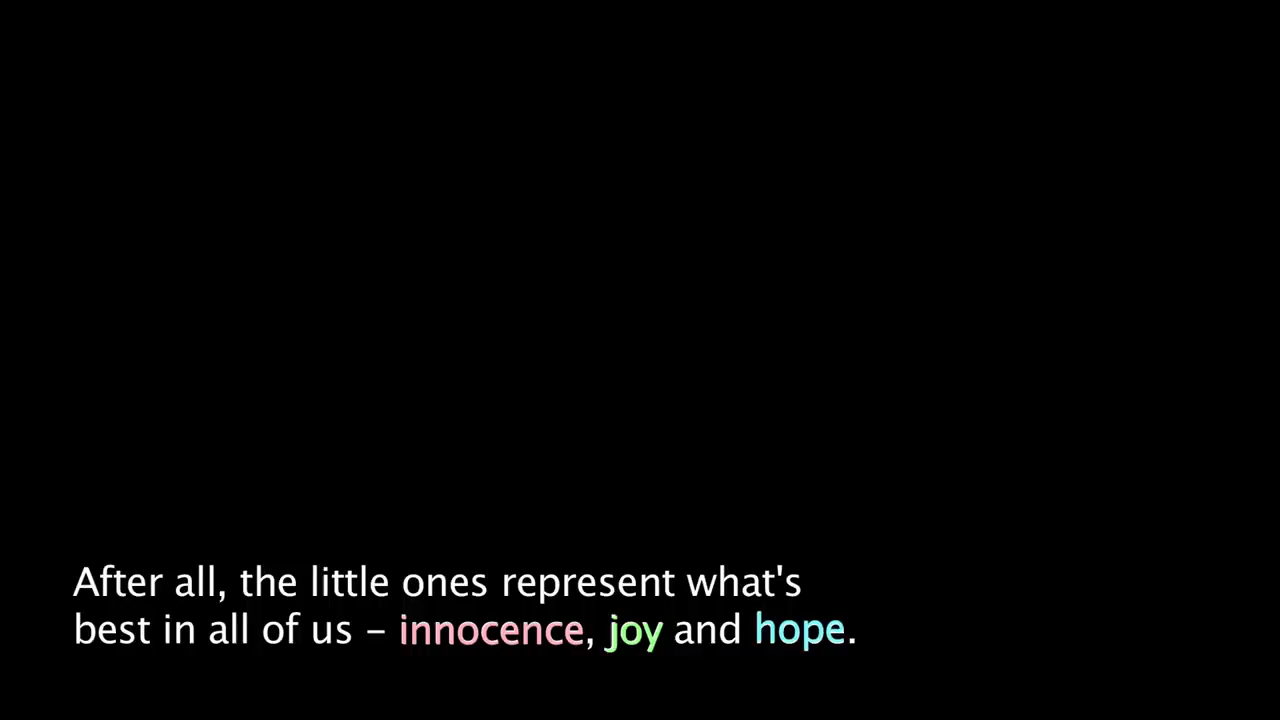 After all, the little ones represent what's
best in all of us – innocence, joy and hope.